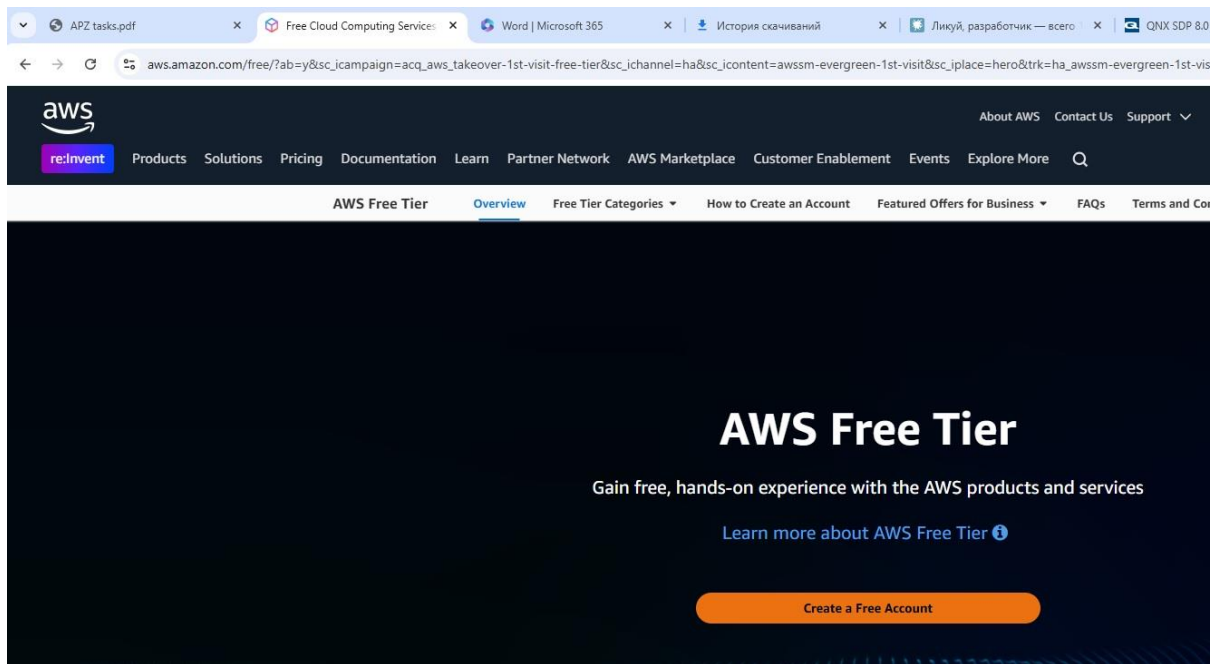 APZ tasks.pdf Free Cloud Computing Services Word | Microsoft 365 История скачиваний Ликуй, разработчик — всего QNX SDP 8.0
aws.amazon.com/free/?ab=y&sc_icampaign=acq_aws_takeover-1st-visit-free-tier&sc_ichannel=ha&sc_icontent=awssm-evergreen-1st-visit&sc_iplace=hero&trk=ha_awssm-evergreen-1st-vis
aws
About AWS Contact Us Support
re:Invent Products Solutions Pricing Documentation Learn Partner Network AWS Marketplace Customer Enablement Events Explore More
AWS Free Tier Overview Free Tier Categories How to Create an Account Featured Offers for Business FAQs Terms and Con
AWS Free Tier
Gain free, hands-on experience with the AWS products and services
Learn more about AWS Free Tier
Create a Free Account